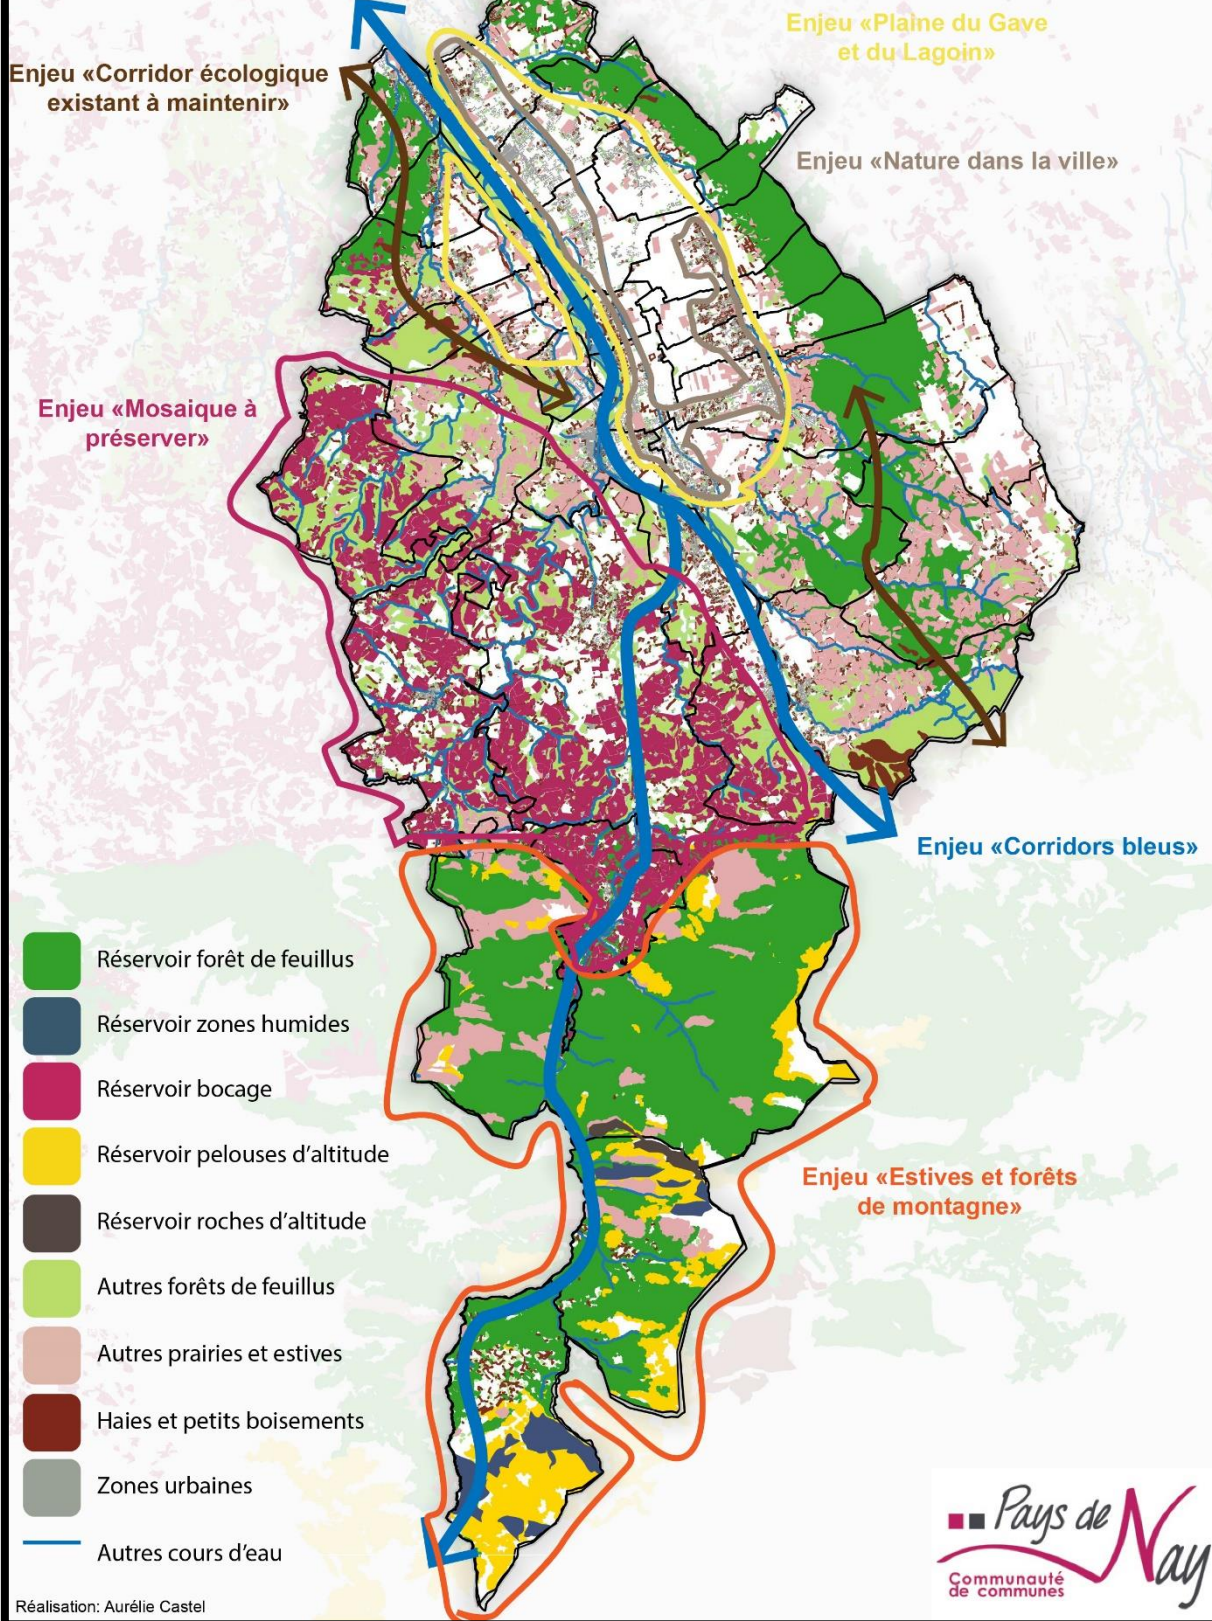 Enjeu «Plaine du Gave
et du Lagoin»
Enjeu «Corridor écologique
existant à maintenir»
Enjeu «Nature dans la ville»
Enjeu «Mosaique à
préserver»
Enjeu «Corridors bleus»
Réservoir forêt de feuillus
Réservoir zones humides
Réservoir bocage
Réservoir pelouses d'altitude
Réservoir roches d'altitude
Autres forêts de feuillus
Autres prairies et estives
Haies et petits boisements
Zones urbaines
Autres cours d'eau
Enjeu «Estives et forêts
de montagne»
Pays de Nay
Communauté
de communes
Réalisation: Aurélie Castel